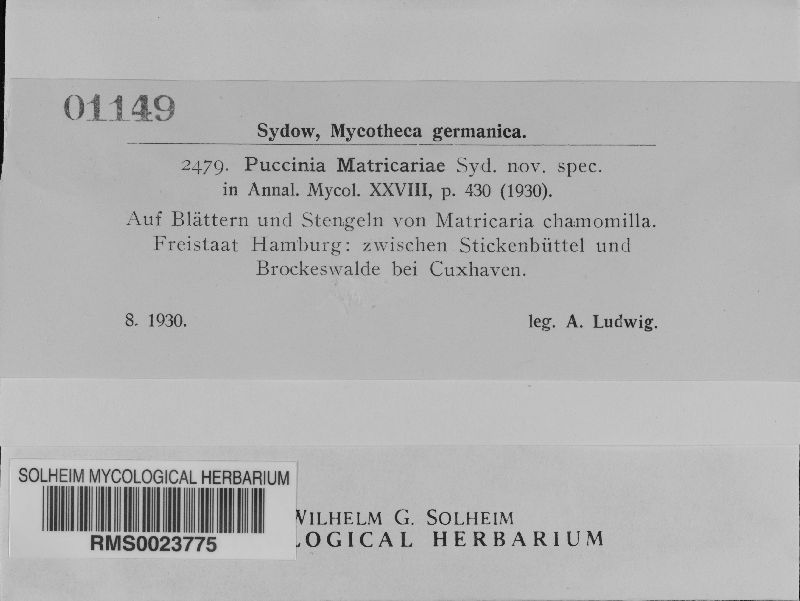 01149
Sydow, Mycotheca germanica.
2479. Puccinia Matricariae Syd. nov. spec.
in Annal. Mycol. XXVIII, p. 430 (1930).
Auf Blättern und Stengeln von Matricaria chamomilla.
Freistaat Hamburg: zwischen Stickenbüttel und
Brockeswalde bei Cuxhaven.
8. 1930. leg. A. Ludwig.
SOLHEIM MYCOLOGICAL HERBARIUM
RMS0023775
WILHELM G. SOLHEIM
LOGICAL HERBARIUM